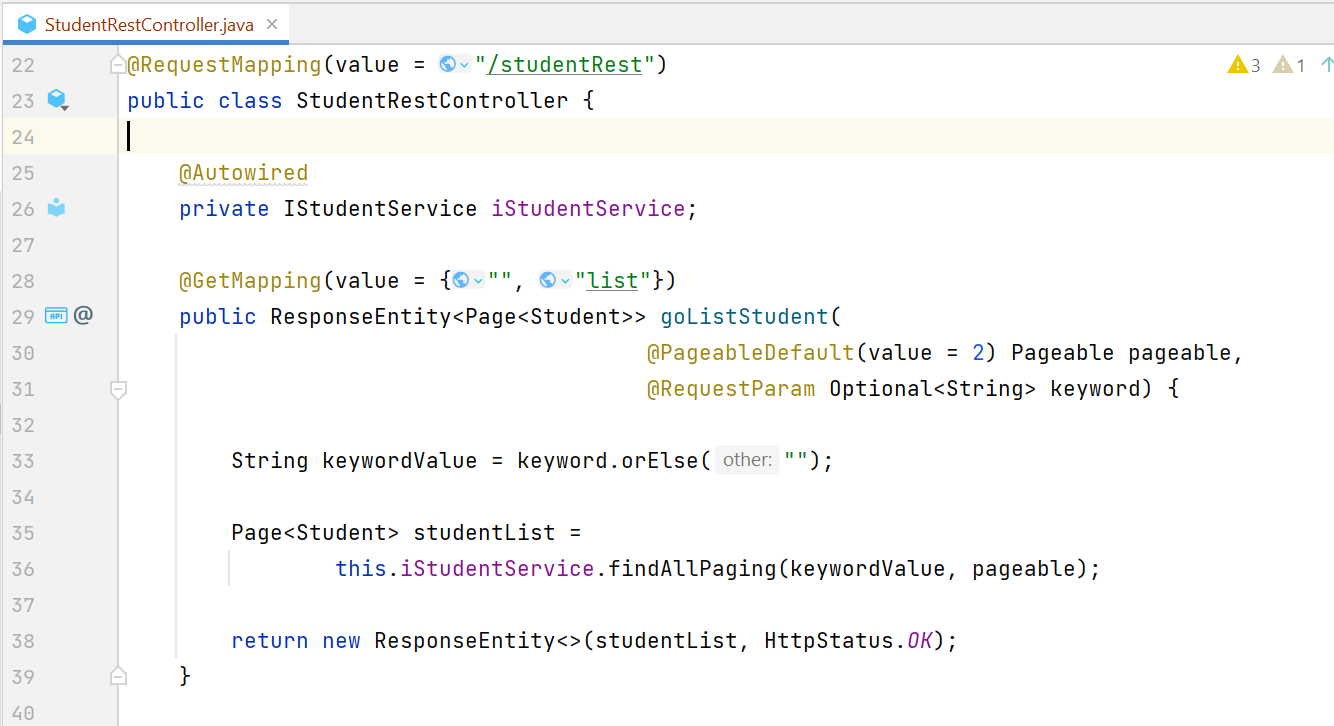 StudentRestController.java ×
22 @RequestMapping(value = "/studentRest") 3 1
23 public class StudentRestController {
24
25 @Autowired
26 private IStudentService iStudentService;
27
28 @GetMapping(value = {"", "list"})
29 API @ public ResponseEntity<Page<Student>> goListStudent(
30 @PageableDefault(value = 2) Pageable pageable,
31 @RequestParam Optional<String> keyword) {
32
33 String keywordValue = keyword.orElse( other: "");
34
35 Page<Student> studentList =
36 this.iStudentService.findAllPaging(keywordValue, pageable);
37
38 return new ResponseEntity<>(studentList, HttpStatus.OK);
39 }
40